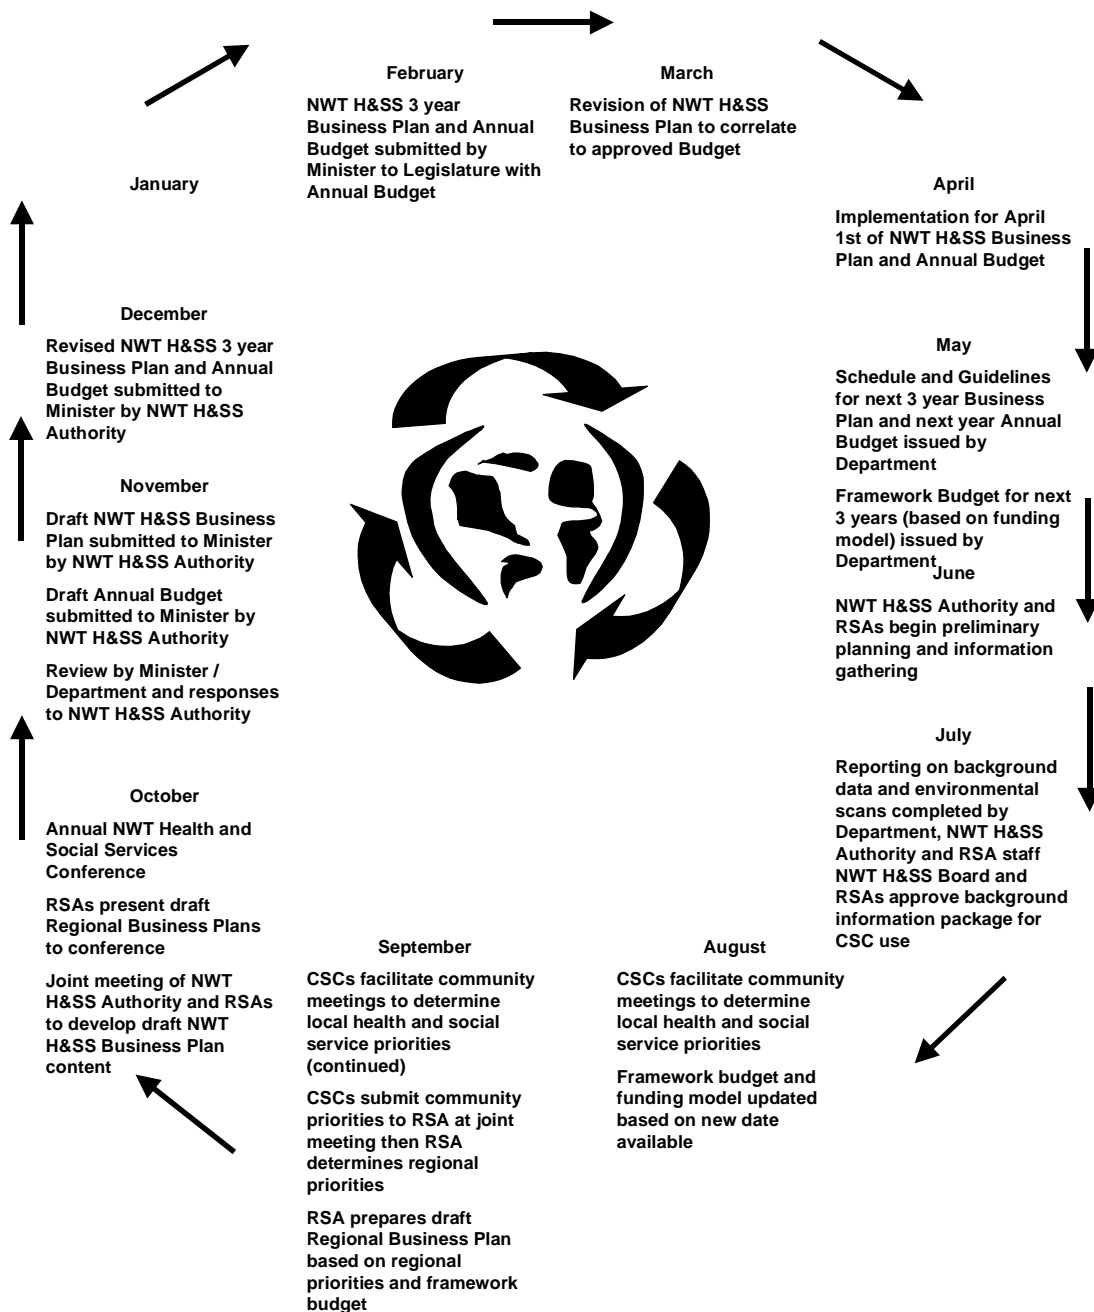 February
NWT H&SS 3 year
Business Plan and Annual
Budget submitted by
Minister to Legislature with
Annual Budget
March
Revision of NWT H&SS
Business Plan to correlate
to approved Budget
April
Implementation for April
1st of NWT H&SS Business
Plan and Annual Budget
May
Schedule and Guidelines
for next 3 year Business
Plan and next year Annual
Budget issued by
Department
Framework Budget for next
3 years (based on funding
model) issued by
Department
June
NWT H&SS Authority and
RSAs begin preliminary
planning and information
gathering
July
Reporting on background
data and environmental
scans completed by
Department, NWT H&SS
Authority and RSA staff
NWT H&SS Board and
RSAs approve background
information package for
CSC use
August
CSCs facilitate community
meetings to determine
local health and social
service priorities
Framework budget and
funding model updated
based on new date
available
September
CSCs facilitate community
meetings to determine
local health and social
service priorities
(continued)
CSCs submit community
priorities to RSA at joint
meeting then RSA
determines regional
priorities
RSA prepares draft
Regional Business Plan
based on regional
priorities and framework
budget
October
Annual NWT Health and
Social Services
Conference
RSAs present draft
Regional Business Plans
to conference
Joint meeting of NWT
H&SS Authority and RSAs
to develop draft NWT
H&SS Business Plan
content
November
Draft NWT H&SS Business
Plan submitted to Minister
by NWT H&SS Authority
Draft Annual Budget
submitted to Minister by
NWT H&SS Authority
Review by Minister /
Department and responses
to NWT H&SS Authority
December
Revised NWT H&SS 3 year
Business Plan and Annual
Budget submitted to
Minister by NWT H&SS
Authority
January